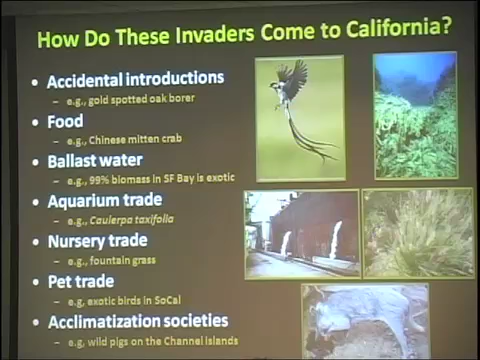 How Do These Invaders Come to California?
• Accidental introductions
– e.g., gold spotted oak borer
• Food
– e.g., Chinese mitten crab
• Ballast water
– e.g., 99% biomass in SF Bay is exotic
• Aquarium trade
– e.g., Caulerpa taxifolia
• Nursery trade
– e.g., fountain grass
• Pet trade
– e.g, exotic birds in SoCal
• Acclimatization societies
– e.g, wild pigs on the Channel Islands